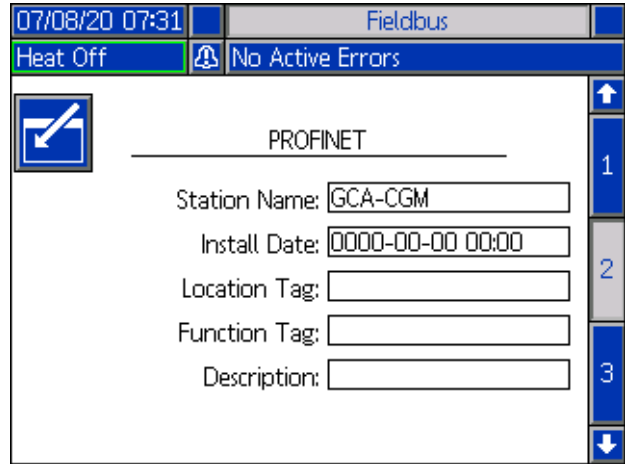 07/08/20 07:31 Fieldbus
Heat Off No Active Errors
PROFINET
1
Station Name: GCA-CGM
Install Date: 0000-00-00 00:00
2
Location Tag:
Function Tag:
Description:
3